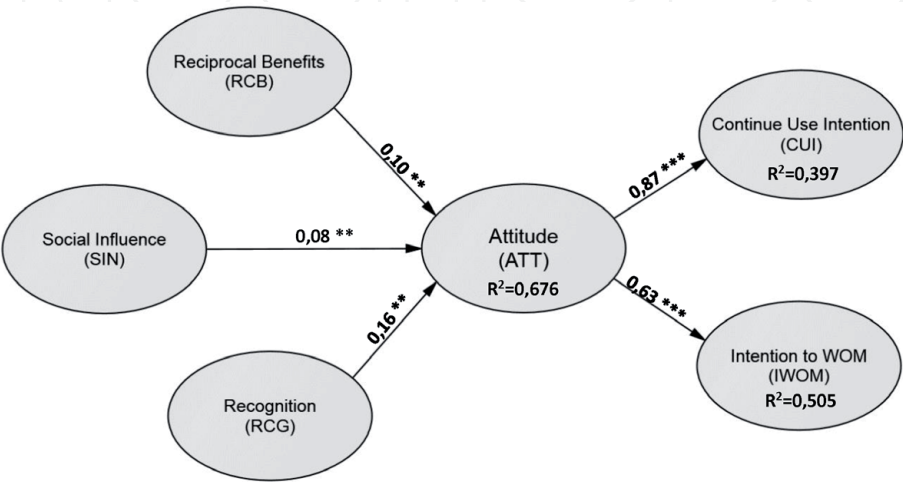 Reciprocal Benefits
(RCB)
0,10 **
Continue Use Intention
(CUI)
R²=0,397
0,87 ***
Social Influence
(SIN)
0,08 **
Attitude
(ATT)
R²=0,676
0,63 ***
0,16 **
Intention to WOM
(IWOM)
R²=0,505
Recognition
(RCG)